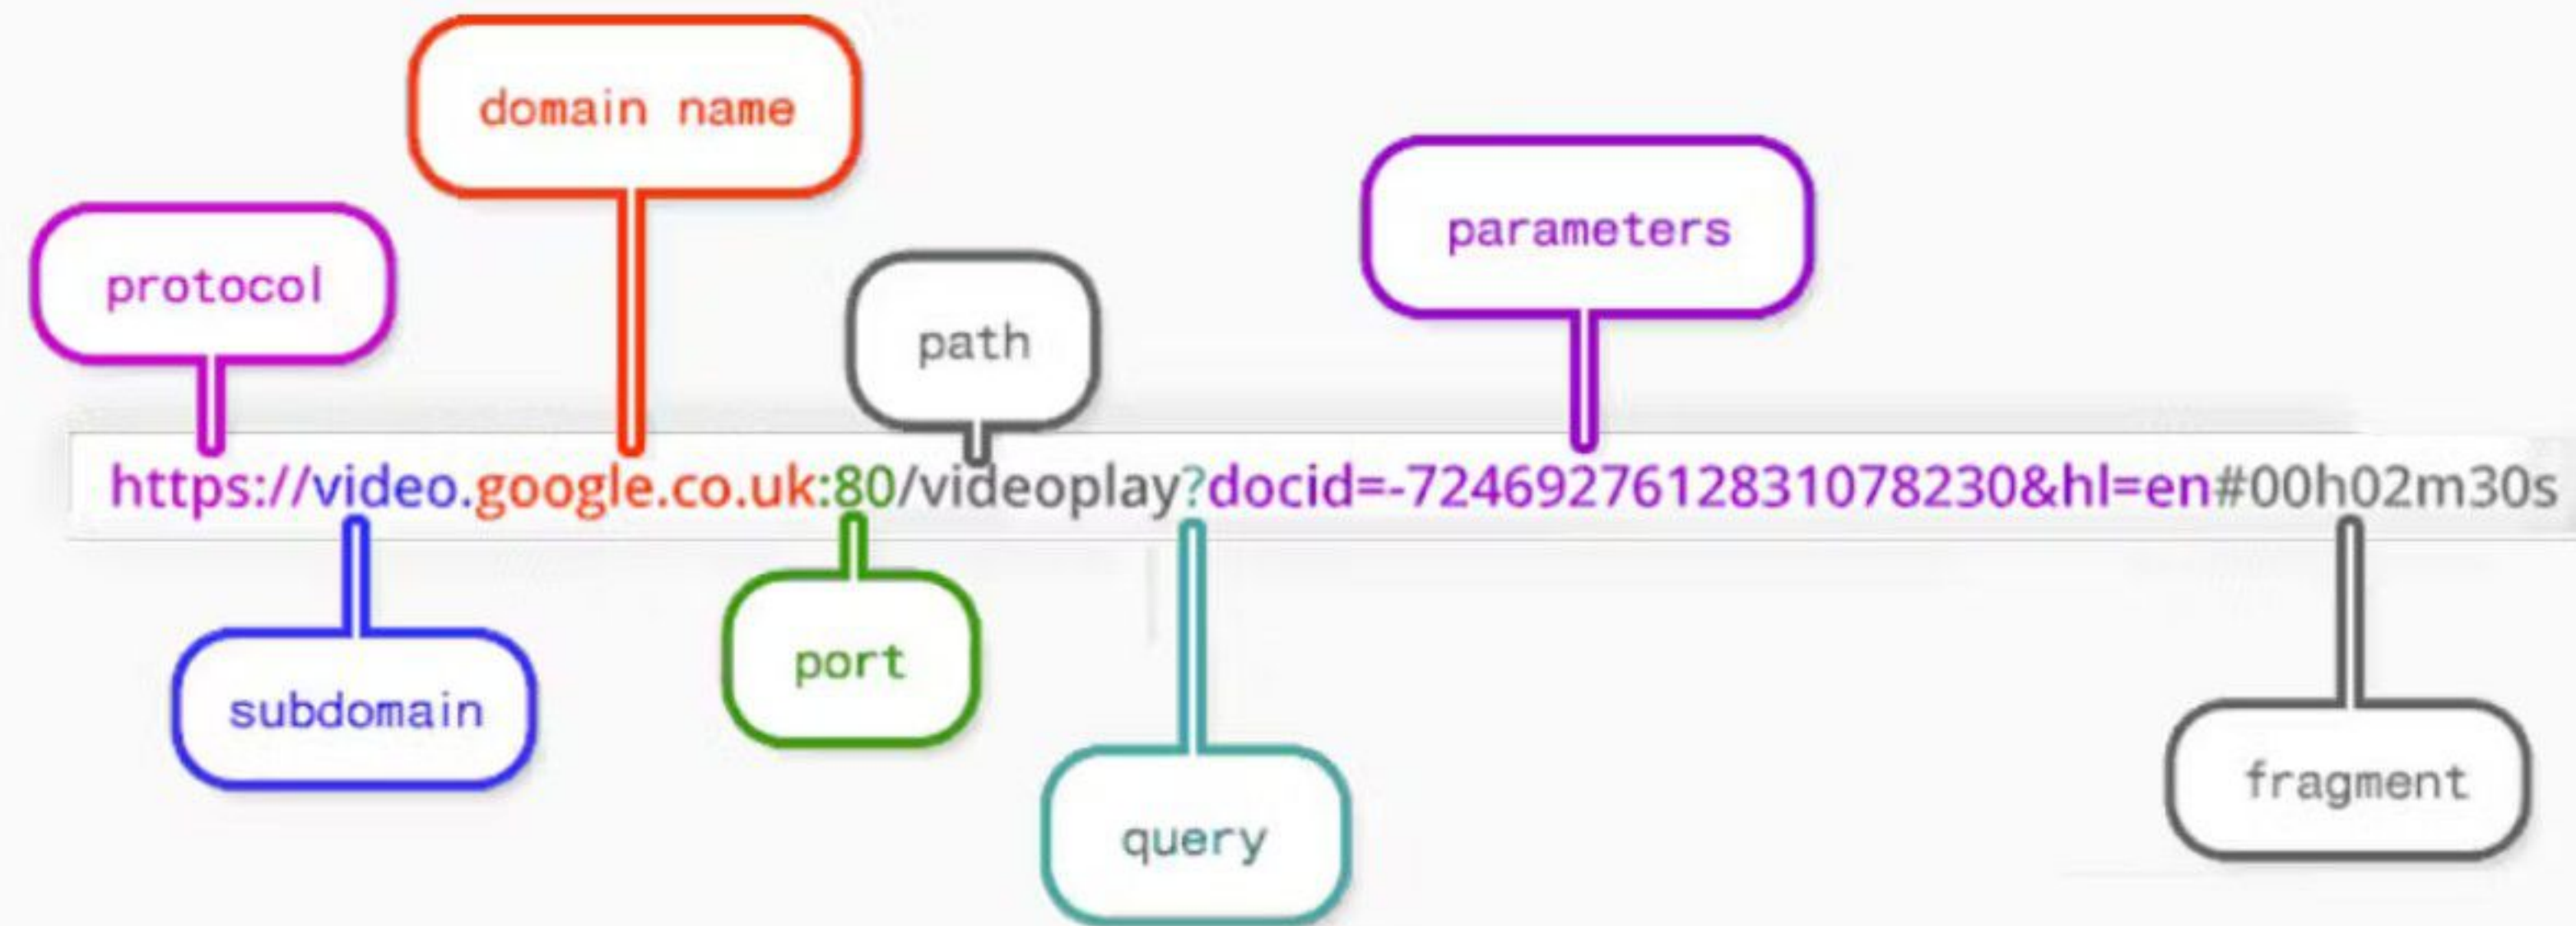 domain name
parameters
protocol
path
https://video.google.co.uk:80/videoplay?docid=-7246927612831078230&hl=en#00h02m30s
subdomain
port
query
fragment